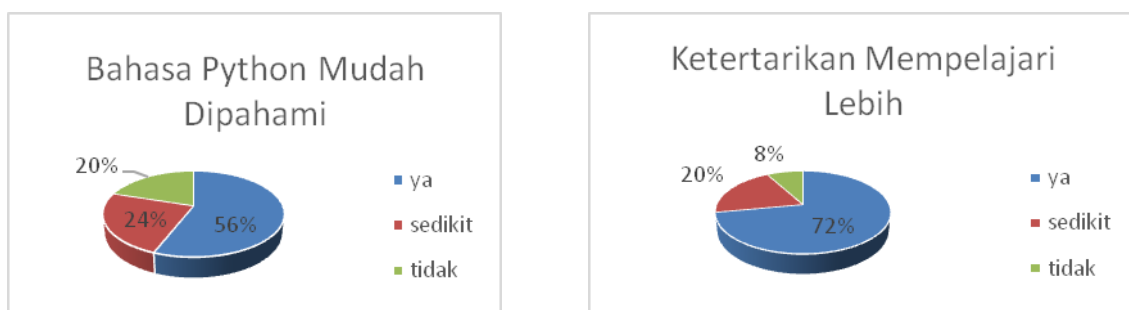 Bahasa Python Mudah
Dipahami
20%
24%
56%
ya
sedikit
tidak
Ketertarikan Mempelajari
Lebih
8%
20%
72%
ya
sedikit
tidak